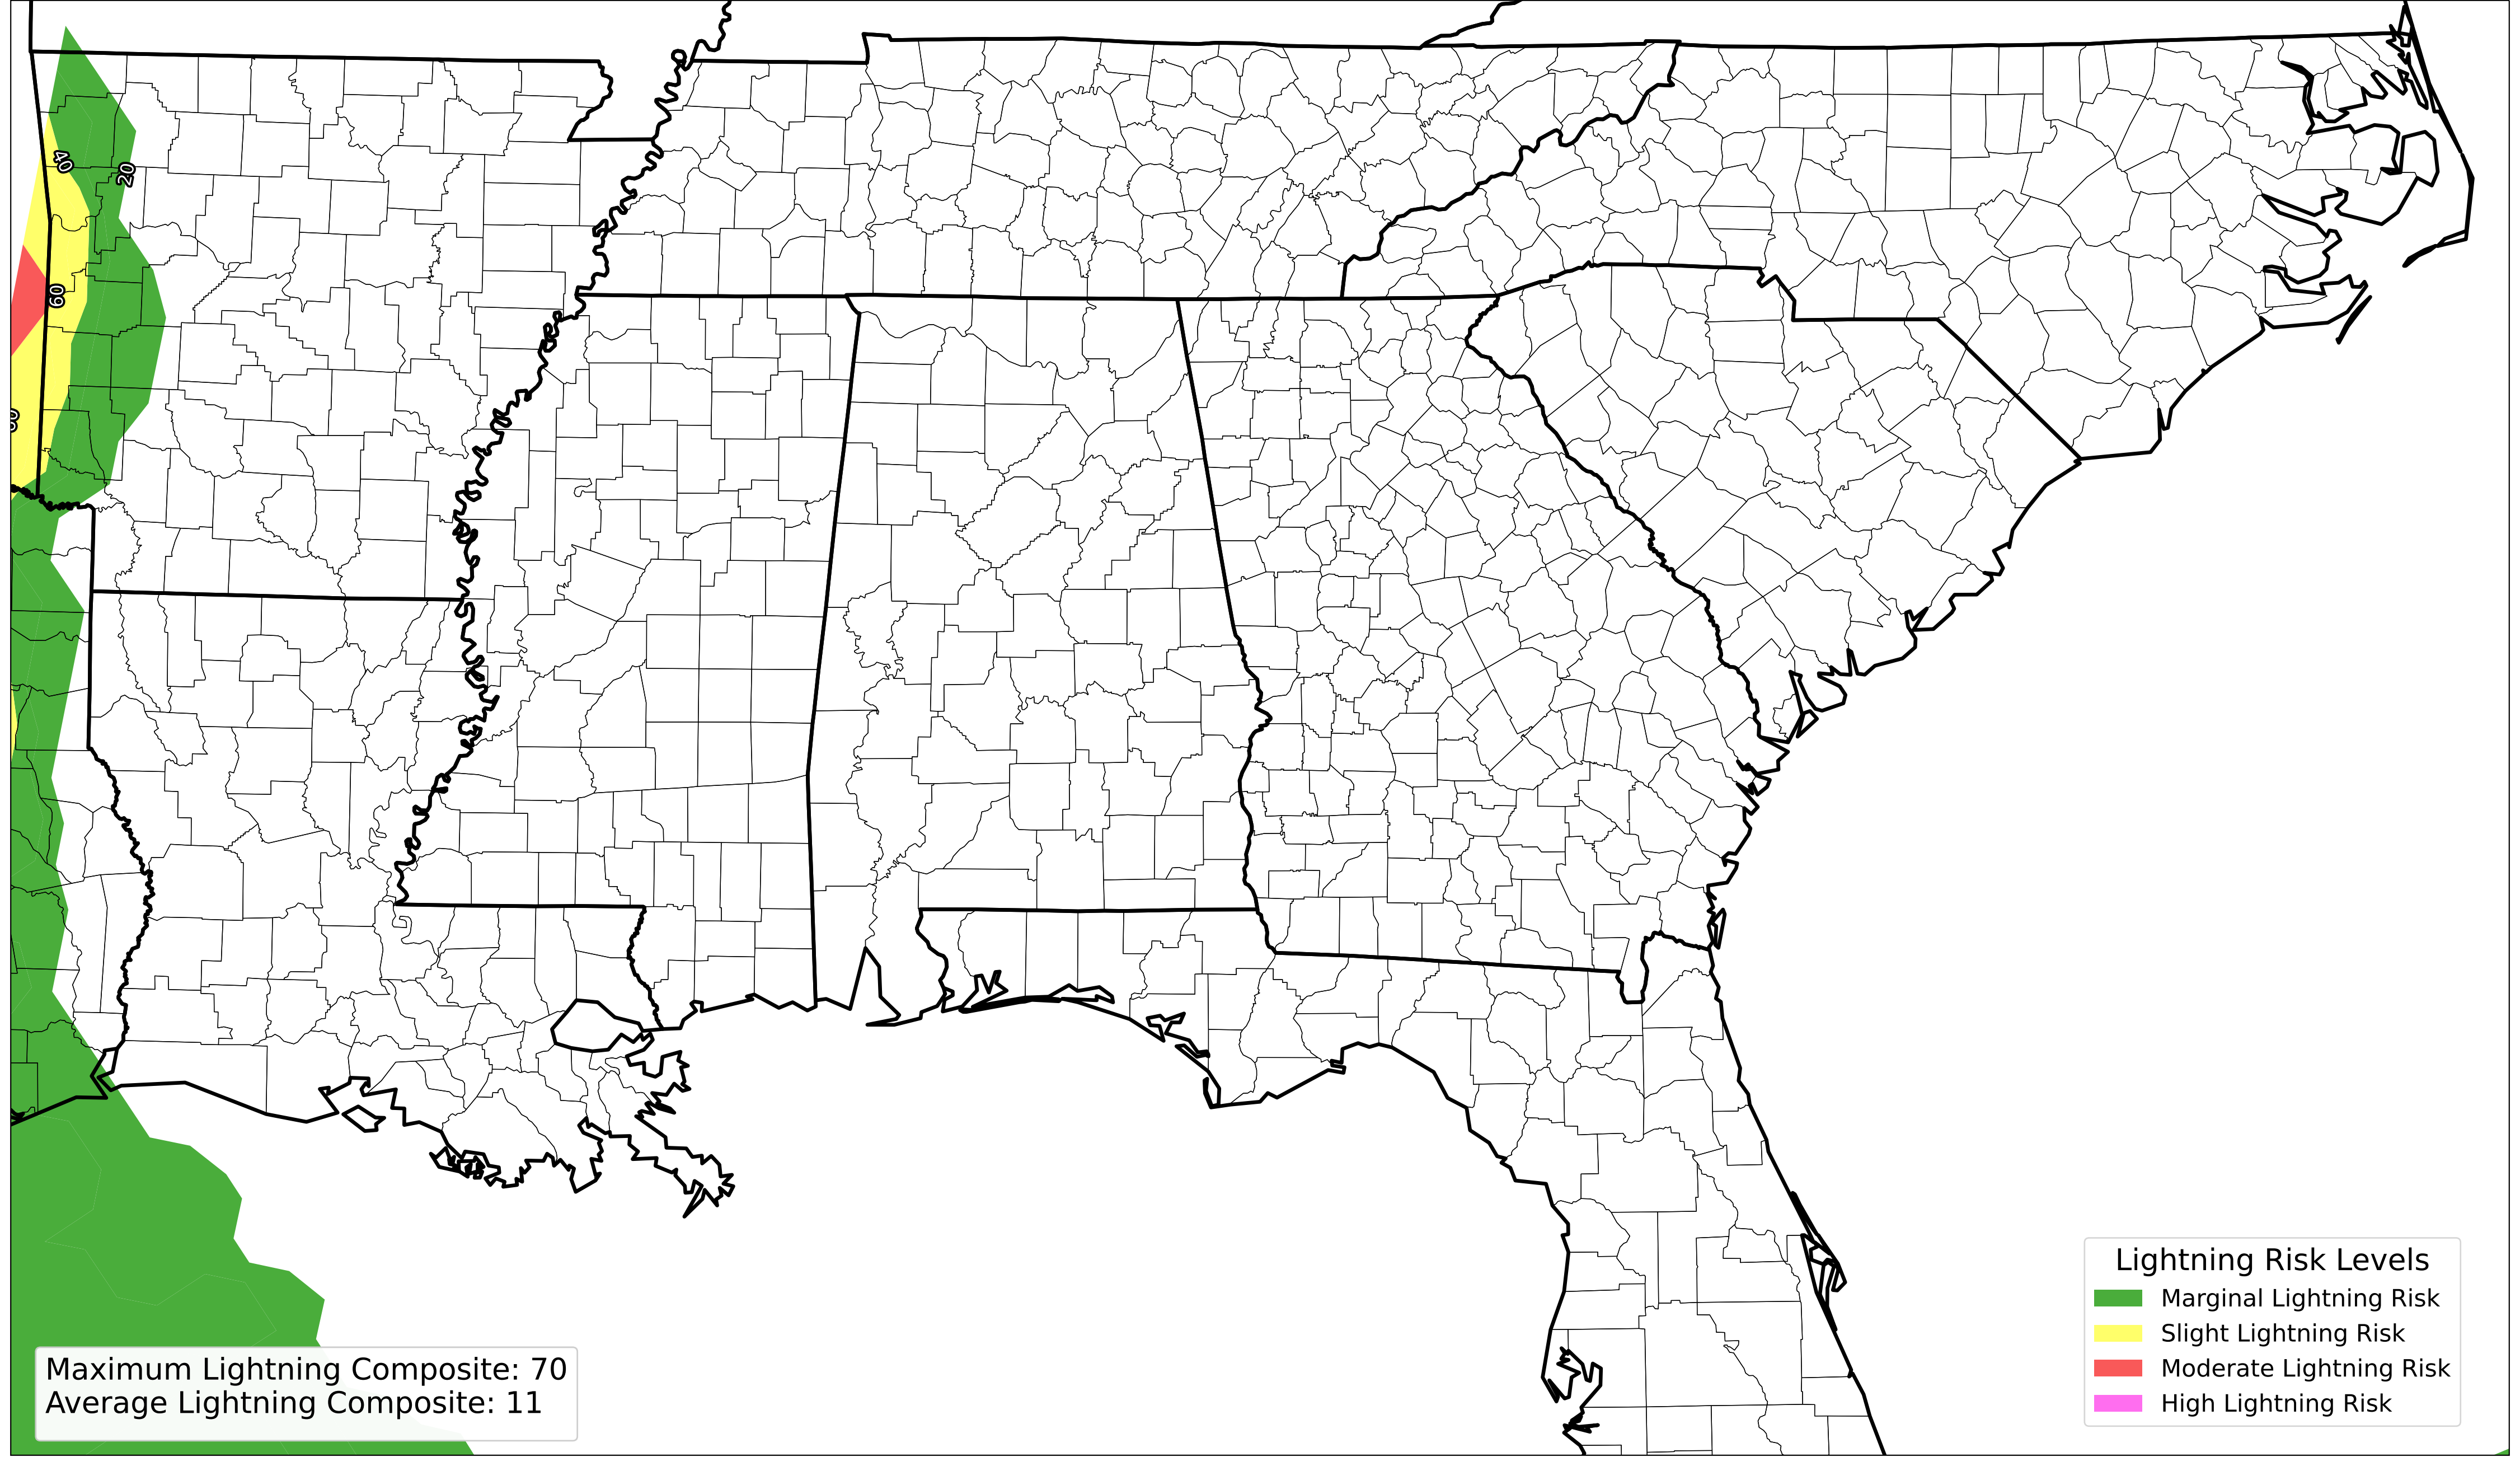 40
20
60
Maximum Lightning Composite: 70
Average Lightning Composite: 11
Lightning Risk Levels
Marginal Lightning Risk
Slight Lightning Risk
Moderate Lightning Risk
High Lightning Risk